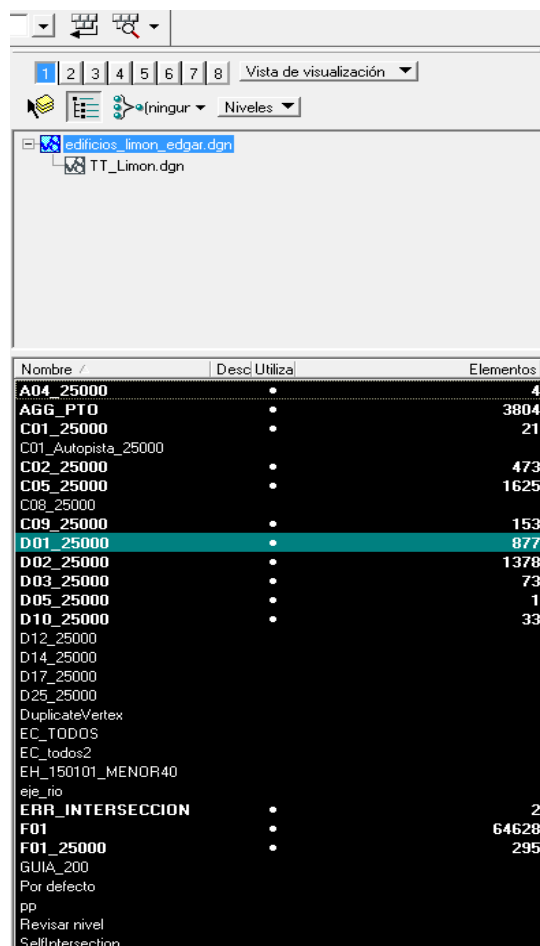 1 2 3 4 5 6 7 8 Vista de visualización
(ningur Niveles
edificios_limon_edgar.dgn
TT_Limon.dgn
Nombre Desc Utiliza Elementos
A04_25000 • 4
AGG_PTO • 3804
C01_25000 • 21
C01_Autopista_25000
C02_25000 • 473
C05_25000 • 1625
C08_25000
C09_25000 • 153
D01_25000 • 877
D02_25000 • 1378
D03_25000 • 73
D05_25000 • 1
D10_25000 • 33
D12_25000
D14_25000
D17_25000
D25_25000
DuplicateVertex
EC_TODOS
EC_todos2
EH_150101_MENOR40
eje_rio
ERR_INTERSECCION • 2
F01 • 64628
F01_25000 • 295
GUIA_200
Por defecto
pp
Revisar nivel
SelfIntersection